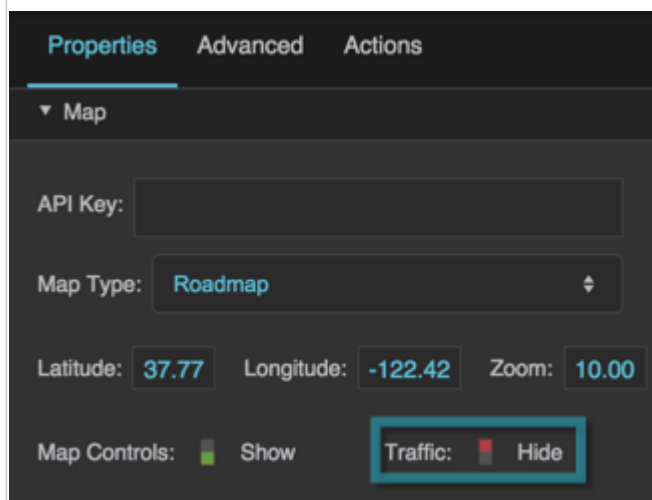 Properties Advanced Actions
Map
API Key:
Map Type: Roadmap
Latitude: 37.77 Longitude: -122.42 Zoom: 10.00
Map Controls: Show Traffic: Hide